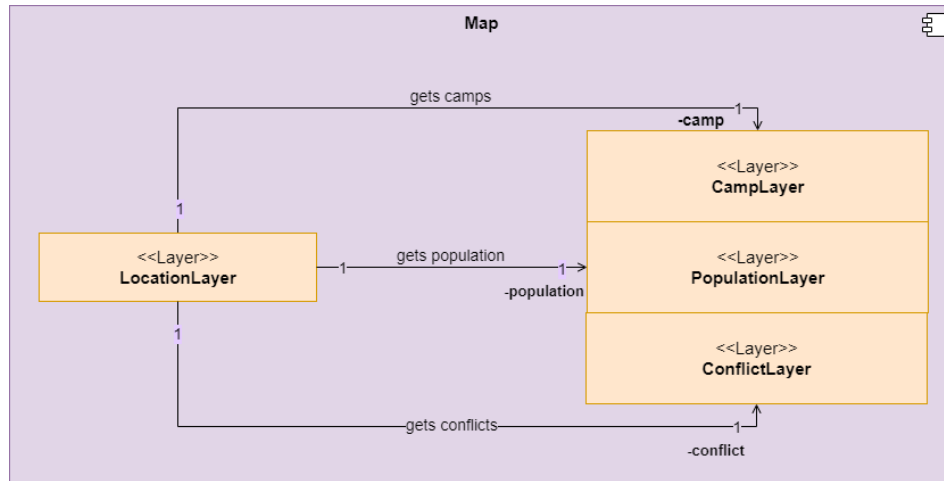 Map
gets camps
1
-camp
<<Layer>>
CampLayer
1
<<Layer>>
LocationLayer
1
gets population
1
-population
<<Layer>>
PopulationLayer
1
<<Layer>>
ConflictLayer
gets conflicts
1
-conflict